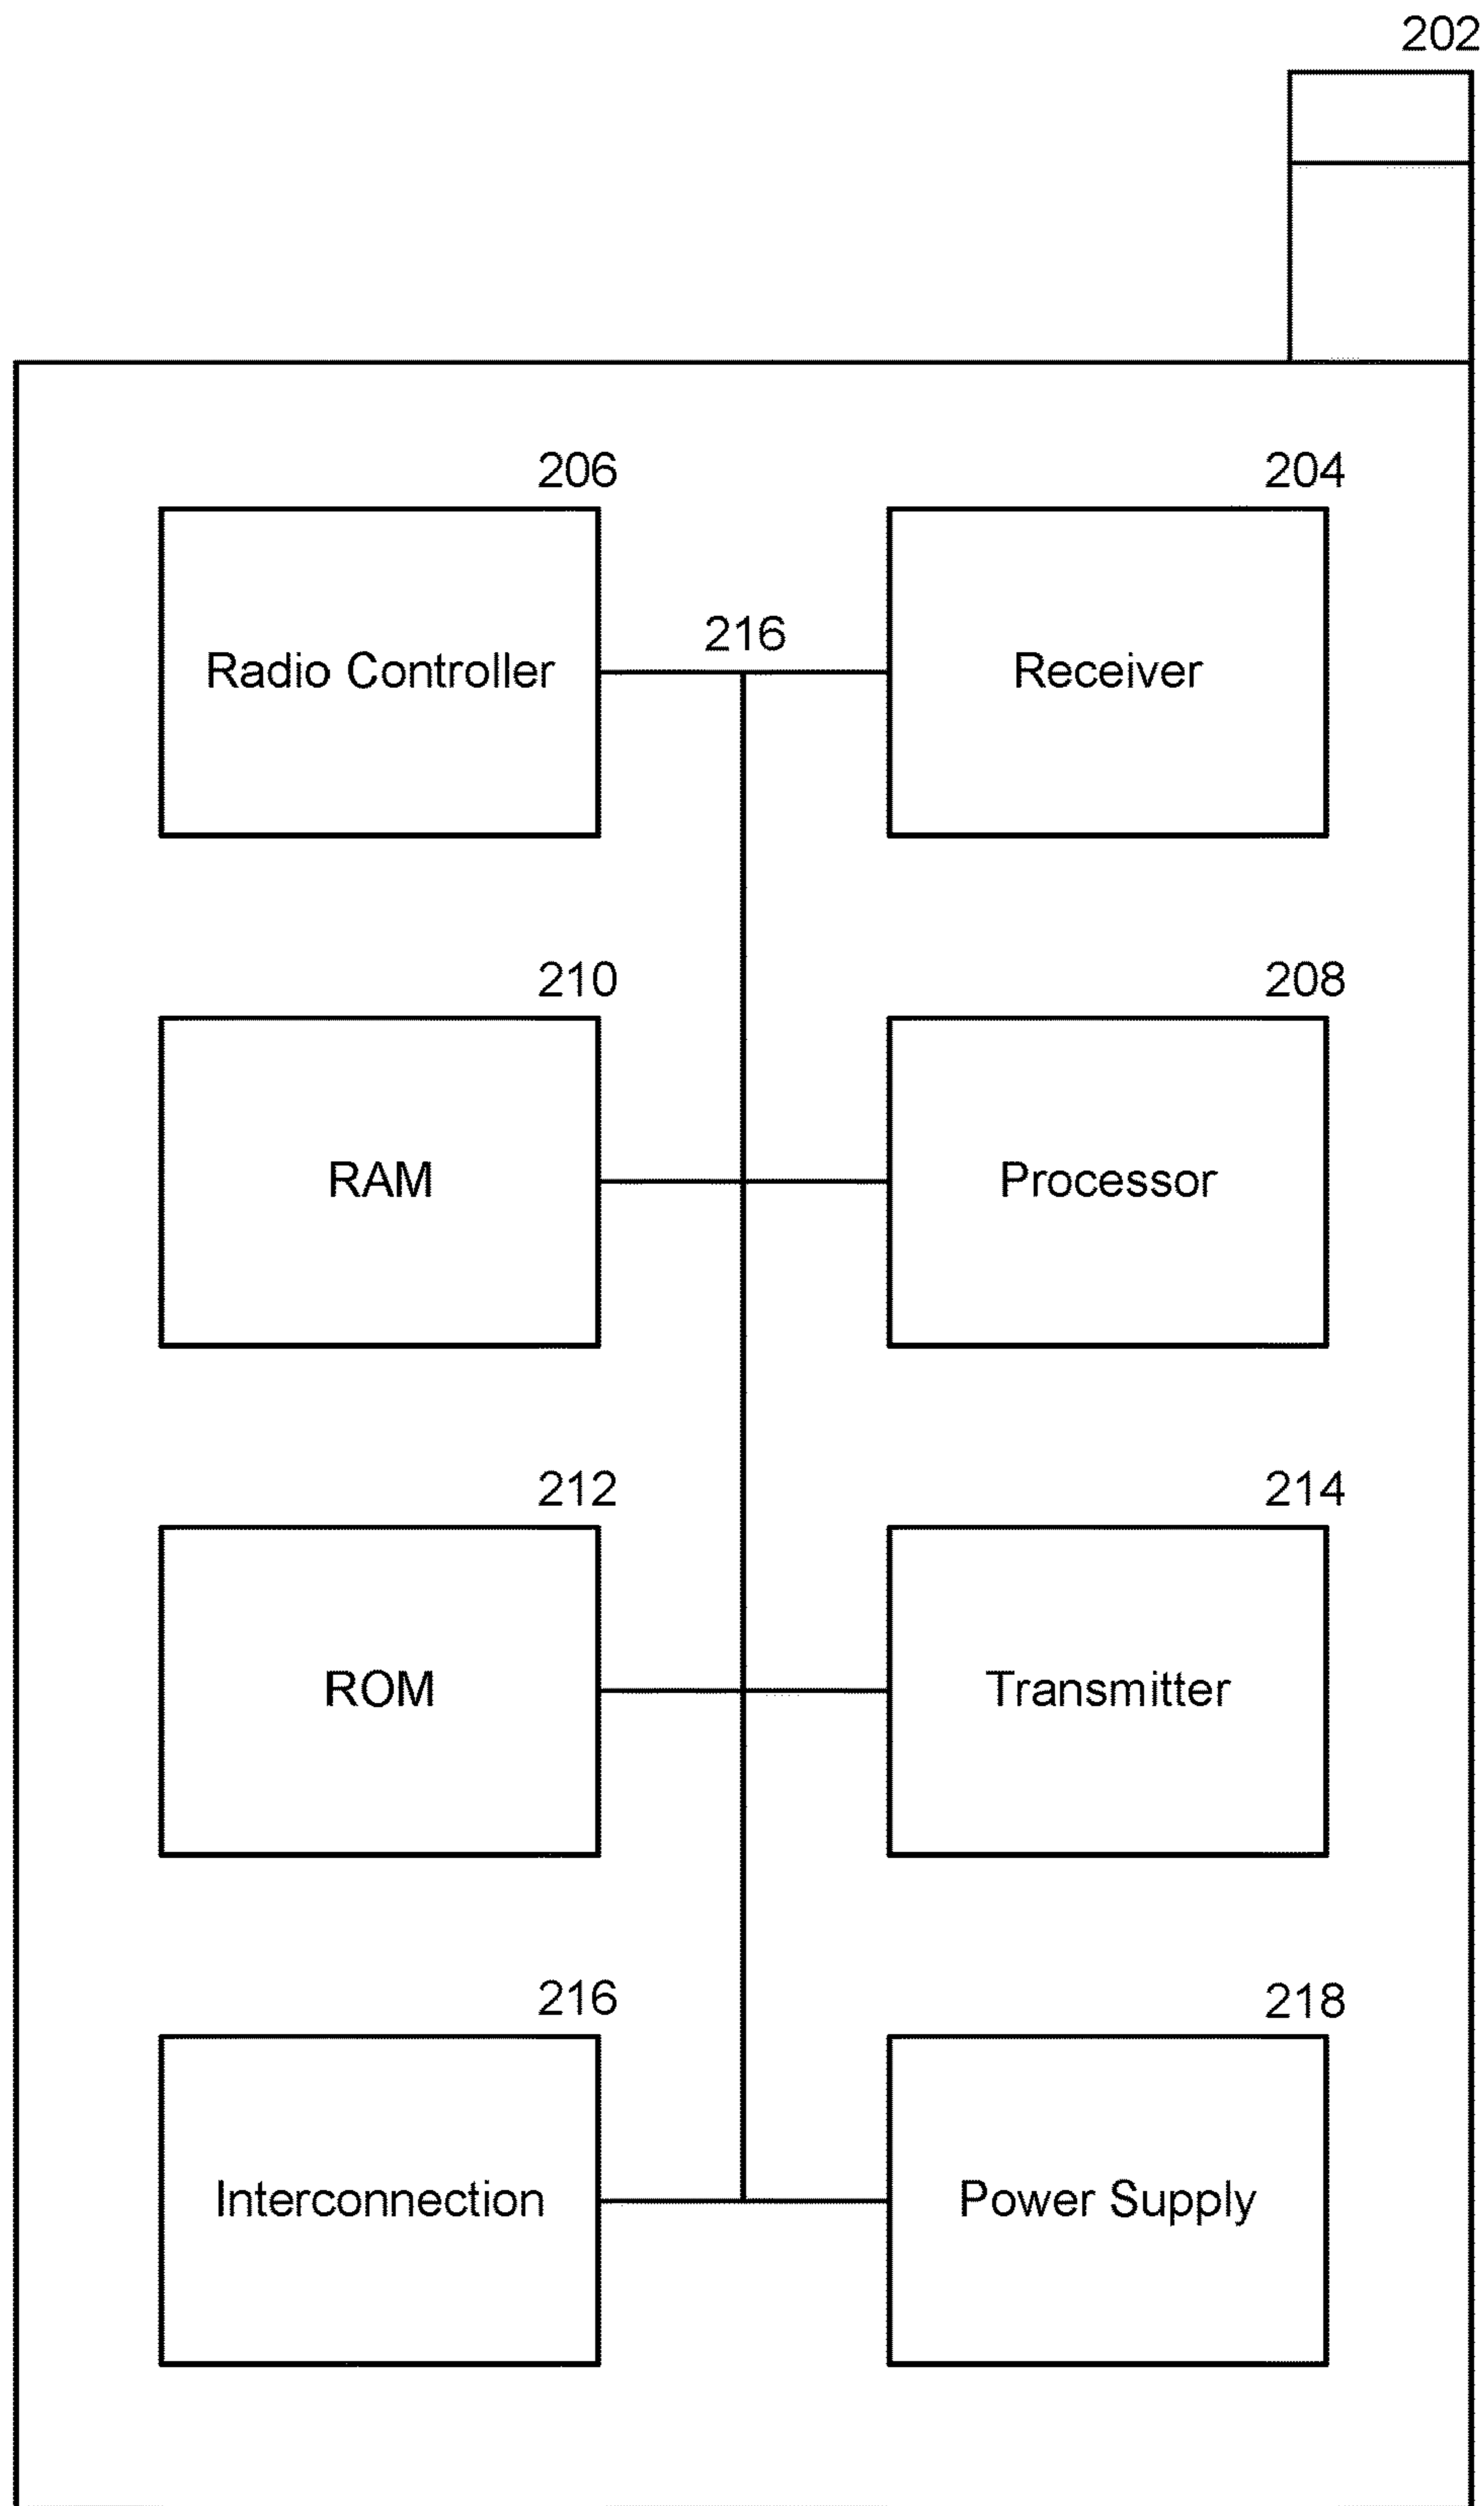 202
206
204
216
Radio Controller
Receiver
210
208
RAM
Processor
212
214
ROM
Transmitter
216
218
Interconnection
Power Supply